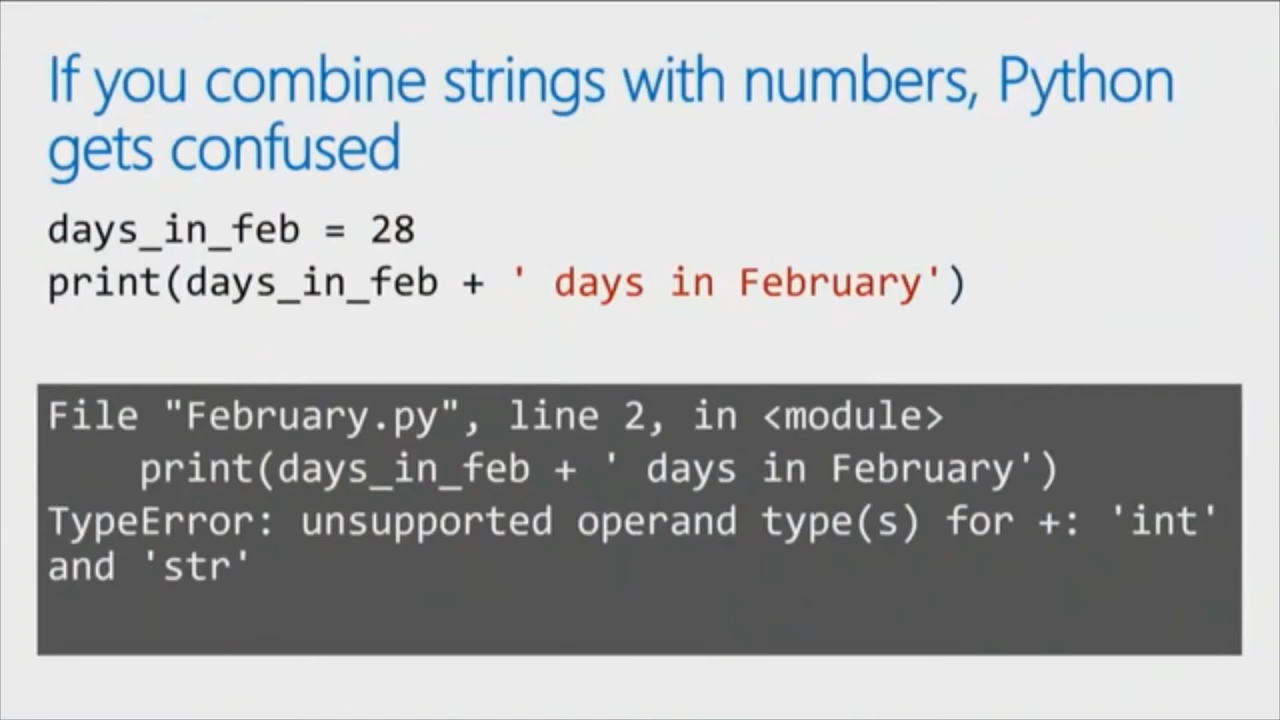 If you combine strings with numbers, Python
gets confused
days_in_feb = 28
print(days_in_feb + ' days in February')
File "February.py", line 2, in <module>
    print(days_in_feb + ' days in February')
TypeError: unsupported operand type(s) for +: 'int'
and 'str'